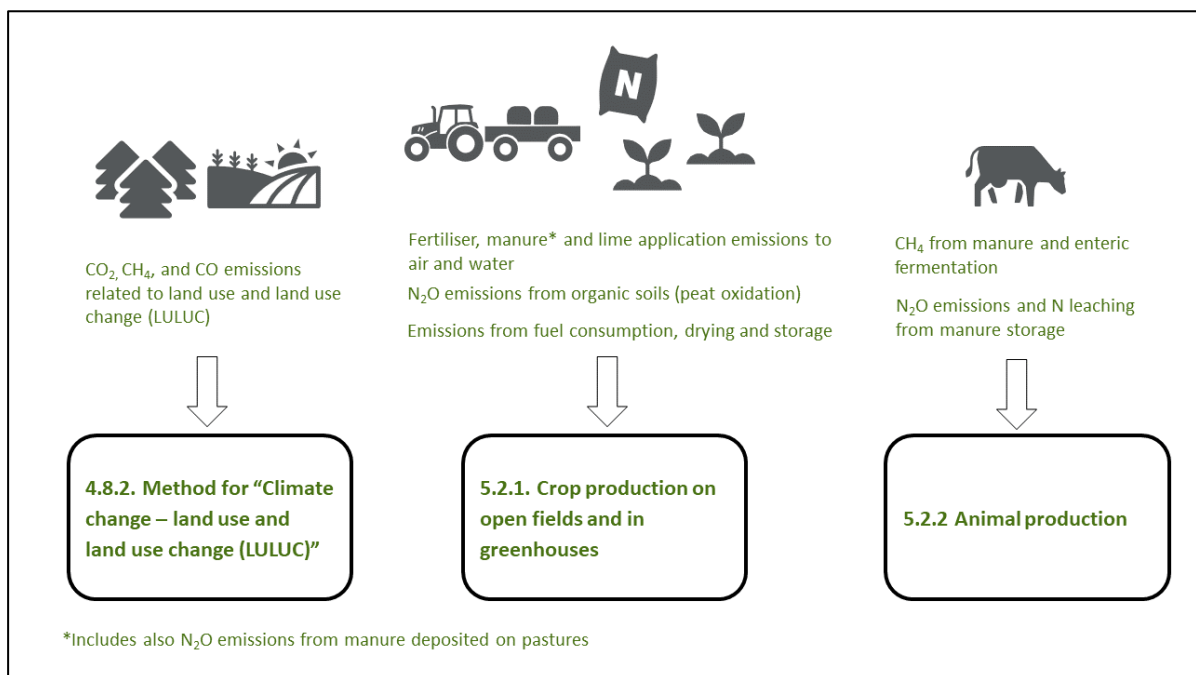 N
CO₂, CH₄, and CO emissions
related to land use and land use
change (LULUC)
Fertiliser, manure* and lime application emissions to
air and water
N₂O emissions from organic soils (peat oxidation)
Emissions from fuel consumption, drying and storage
CH₄ from manure and enteric
fermentation
N₂O emissions and N leaching
from manure storage
4.8.2. Method for “Climate
change – land use and
land use change (LULUC)”
5.2.1. Crop production on
open fields and in
greenhouses
5.2.2 Animal production
*Includes also N₂O emissions from manure deposited on pastures